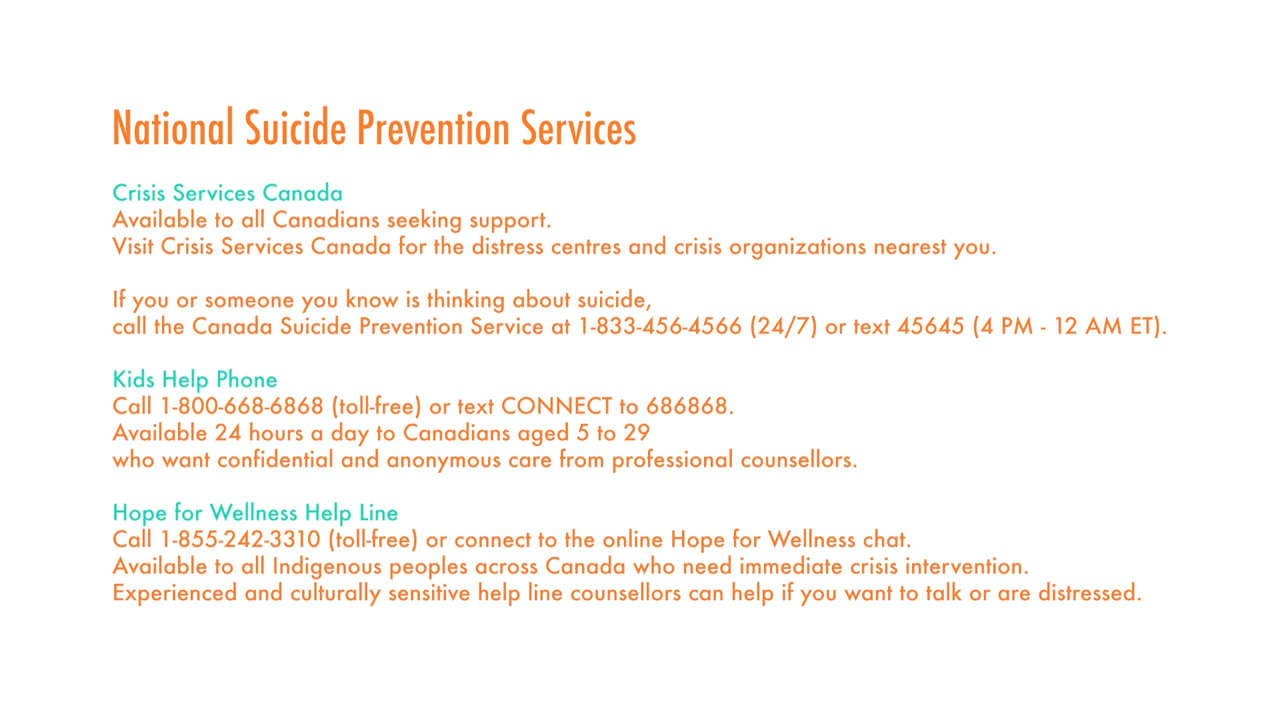 National Suicide Prevention Services
Crisis Services Canada
Available to all Canadians seeking support.
Visit Crisis Services Canada for the distress centres and crisis organizations nearest you.
If you or someone you know is thinking about suicide,
call the Canada Suicide Prevention Service at 1-833-456-4566 (24/7) or text 45645 (4 PM - 12 AM ET).
Kids Help Phone
Call 1-800-668-6868 (toll-free) or text CONNECT to 686868.
Available 24 hours a day to Canadians aged 5 to 29
who want confidential and anonymous care from professional counsellors.
Hope for Wellness Help Line
Call 1-855-242-3310 (toll-free) or connect to the online Hope for Wellness chat.
Available to all Indigenous peoples across Canada who need immediate crisis intervention.
Experienced and culturally sensitive help line counsellors can help if you want to talk or are distressed.